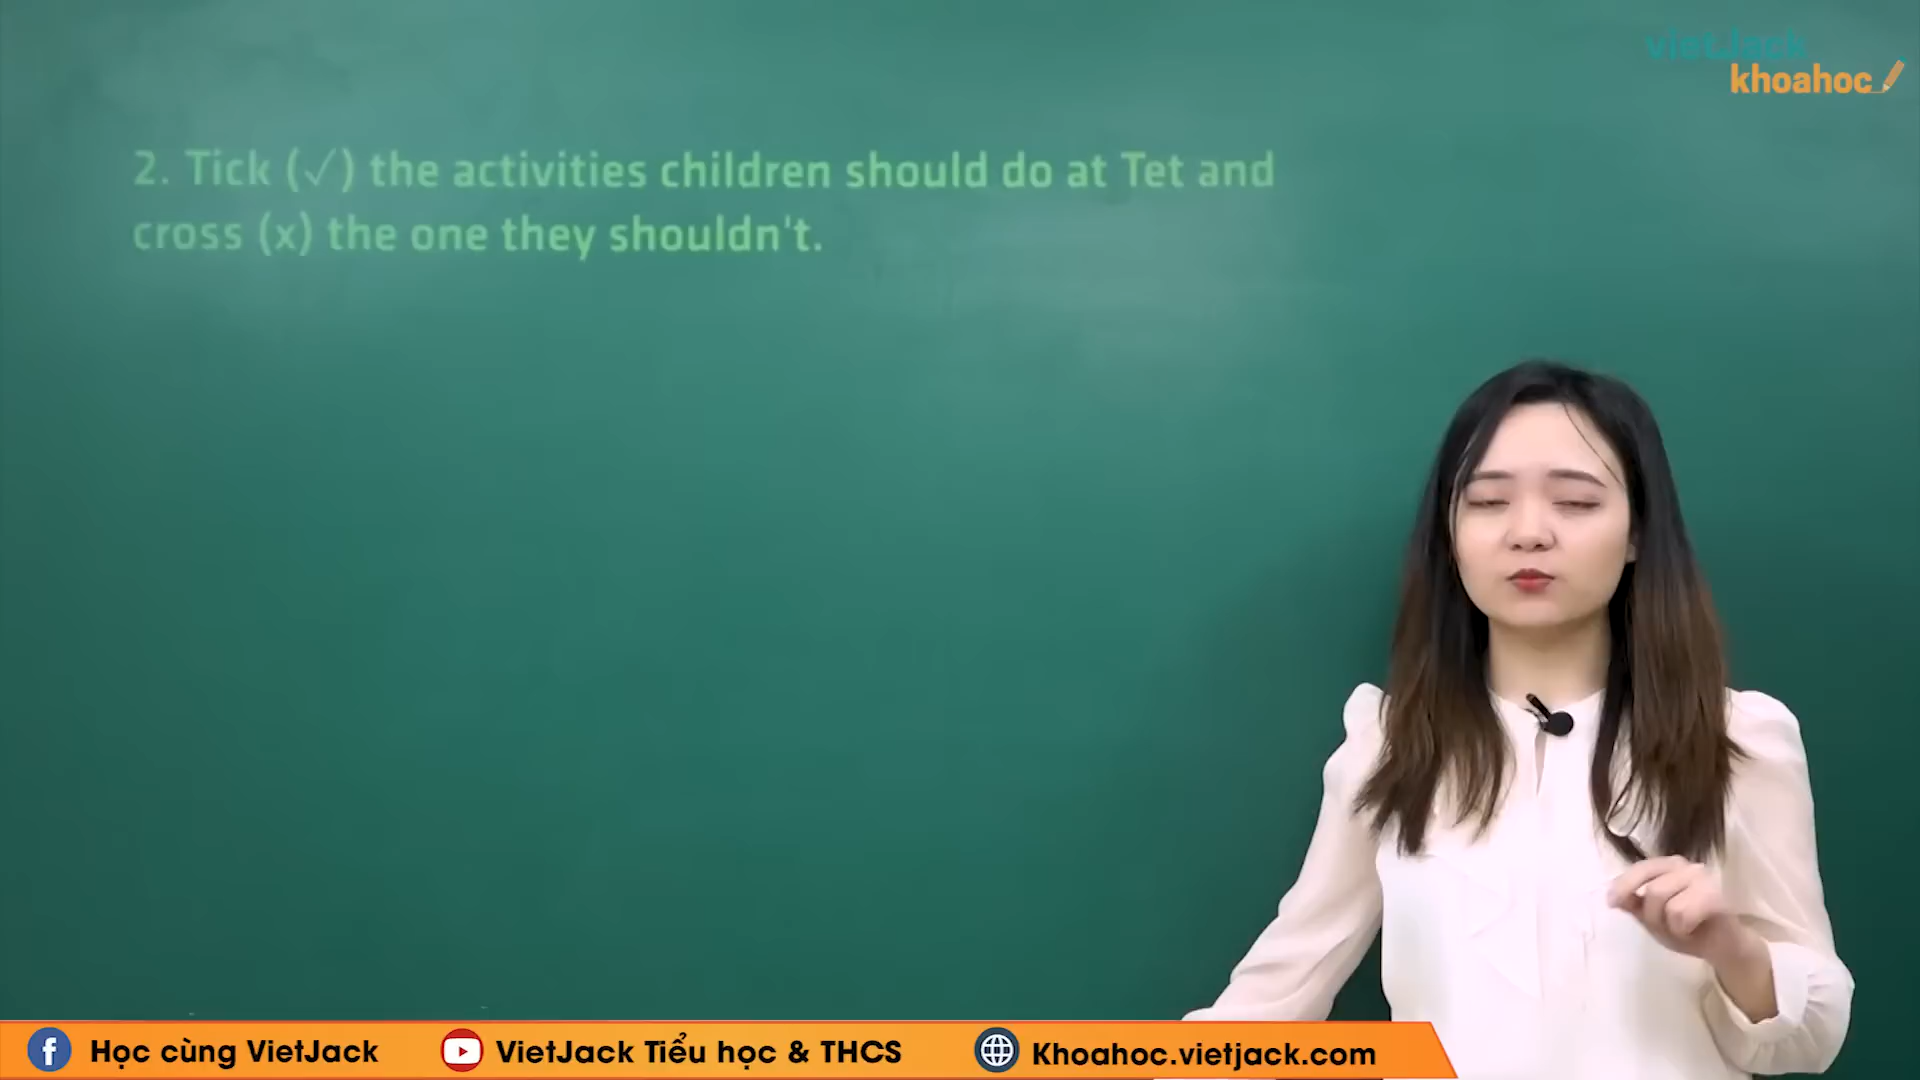 vietJack
khoahoc
2. Tick (✓) the activities children should do at Tet and
cross (x) the one they shouldn't.
Học cùng VietJack
VietJack Tiểu học & THCS
Khoahoc.vietjack.com